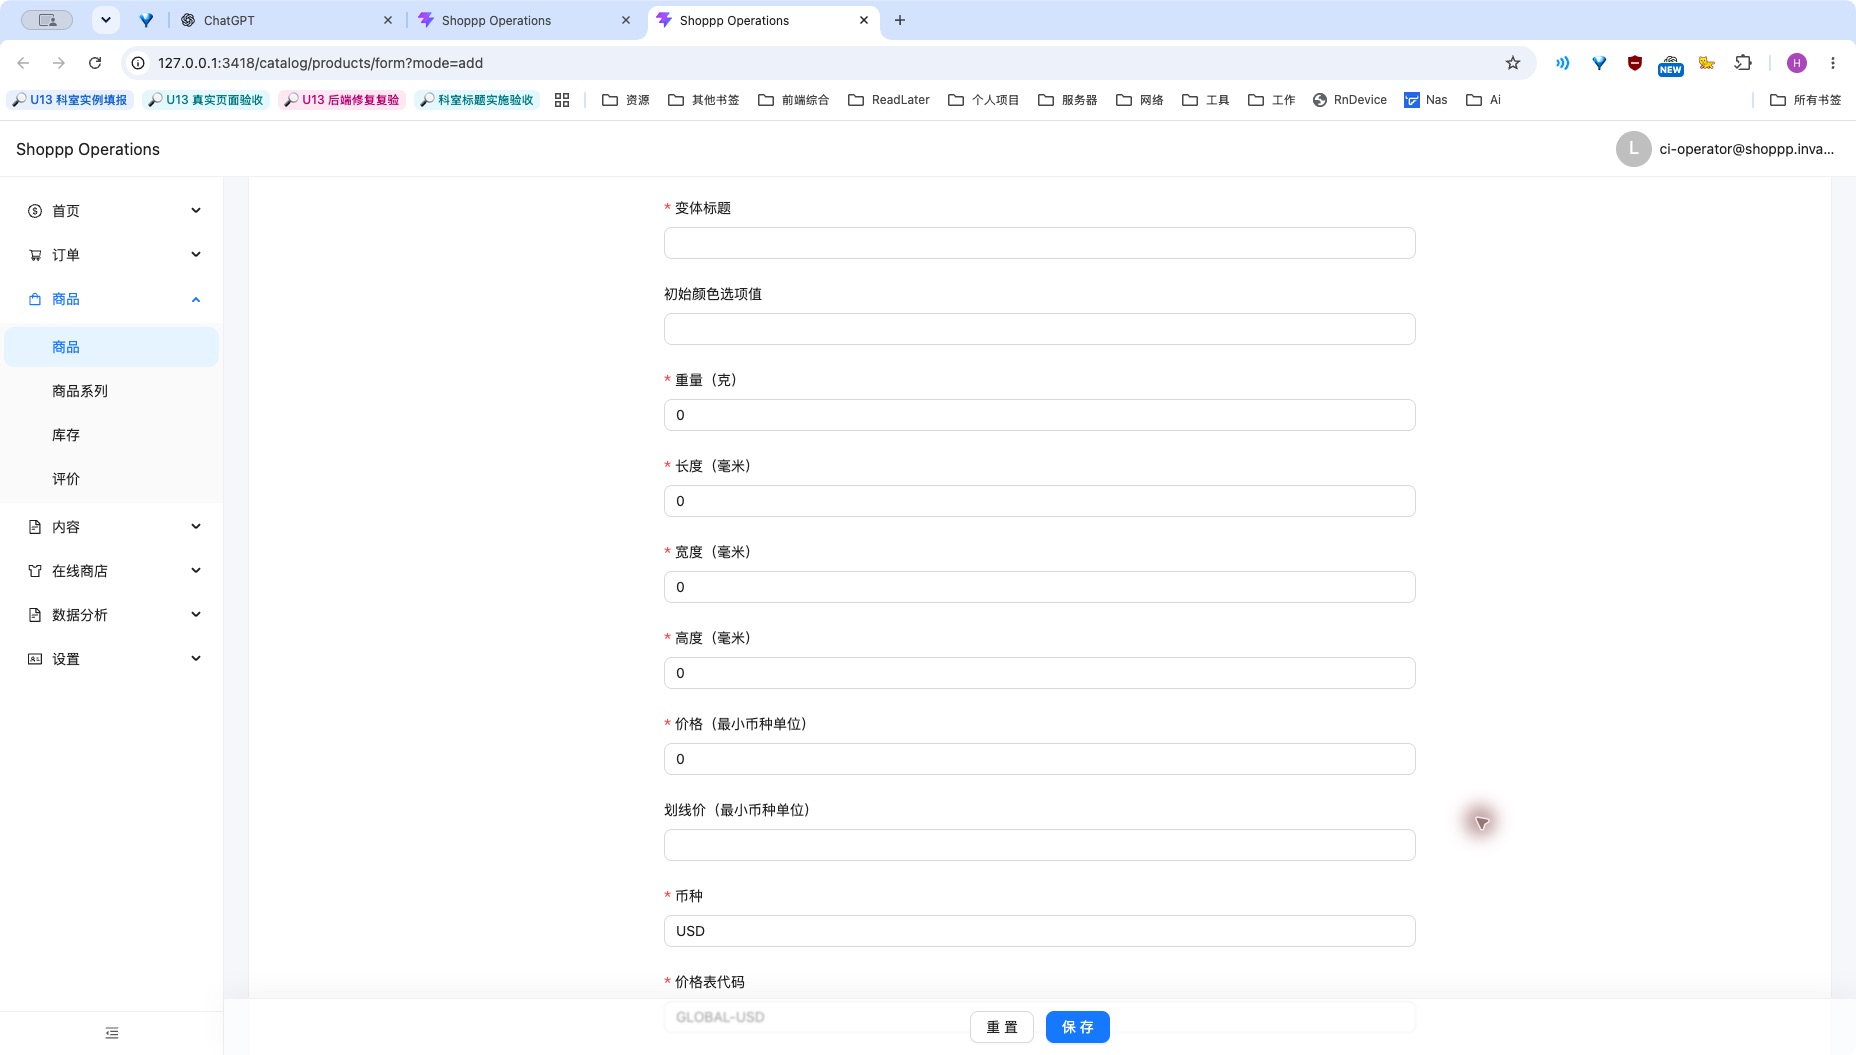 ChatGPT
Shoppp Operations
Shoppp Operations
127.0.0.1:3418/catalog/products/form?mode=add
NEW
H
U13 科室实例填报
U13 真实页面验收
U13 后端修复复验
科室标题实施验收
资源
其他书签
前端综合
ReadLater
个人项目
服务器
网络
工具
工作
RnDevice
Nas
Ai
所有书签
Shoppp Operations
L
ci-operator@shoppp.inva...
首页
订单
商品
商品
商品系列
库存
评价
内容
在线商店
数据分析
设置
* 变体标题
初始颜色选项值
* 重量（克）
0
* 长度（毫米）
0
* 宽度（毫米）
0
* 高度（毫米）
0
* 价格（最小币种单位）
0
划线价（最小币种单位）
* 币种
USD
* 价格表代码
GLOBAL-USD
重 置
保 存